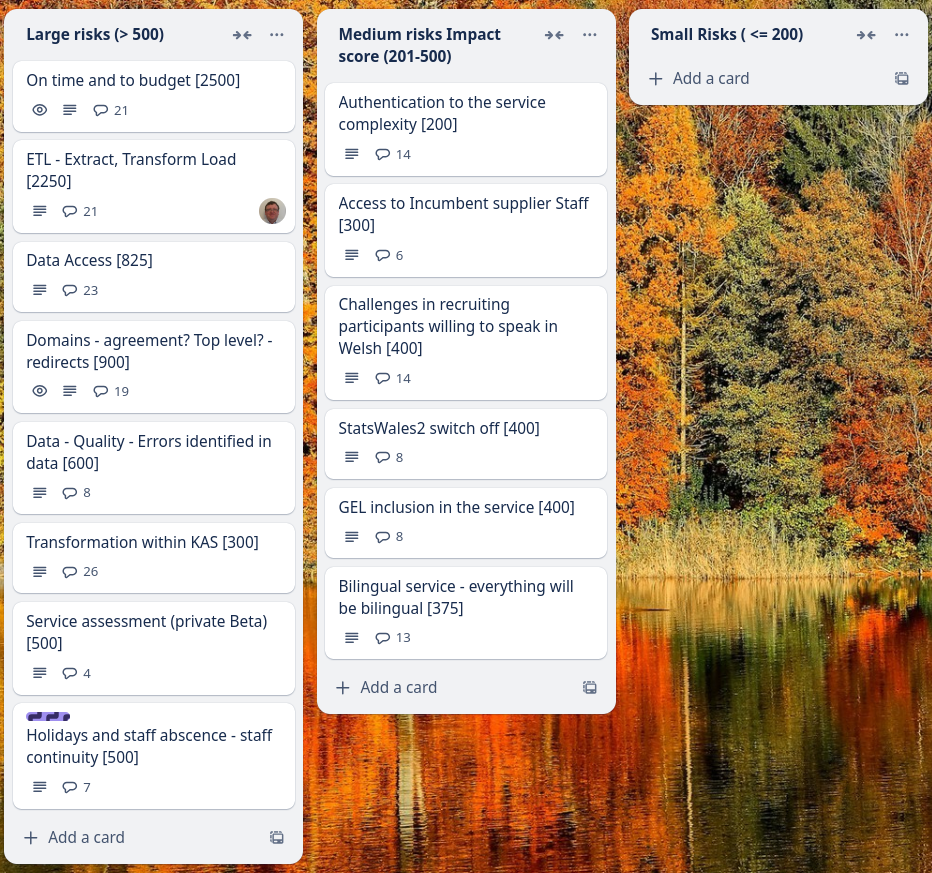 Large risks (> 500)
On time and to budget [2500]
21
ETL - Extract, Transform Load
[2250]
21
Data Access [825]
23
Domains - agreement? Top level? -
redirects [900]
19
Data - Quality - Errors identified in
data [600]
8
Transformation within KAS [300]
26
Service assessment (private Beta)
[500]
4
Holidays and staff abscence - staff
continuity [500]
7
Add a card
Medium risks Impact
score (201-500)
Authentication to the service
complexity [200]
14
Access to Incumbent supplier Staff
[300]
6
Challenges in recruiting
participants willing to speak in
Welsh [400]
14
StatsWales2 switch off [400]
8
GEL inclusion in the service [400]
8
Bilingual service - everything will
be bilingual [375]
13
Add a card
Small Risks ( <= 200)
Add a card